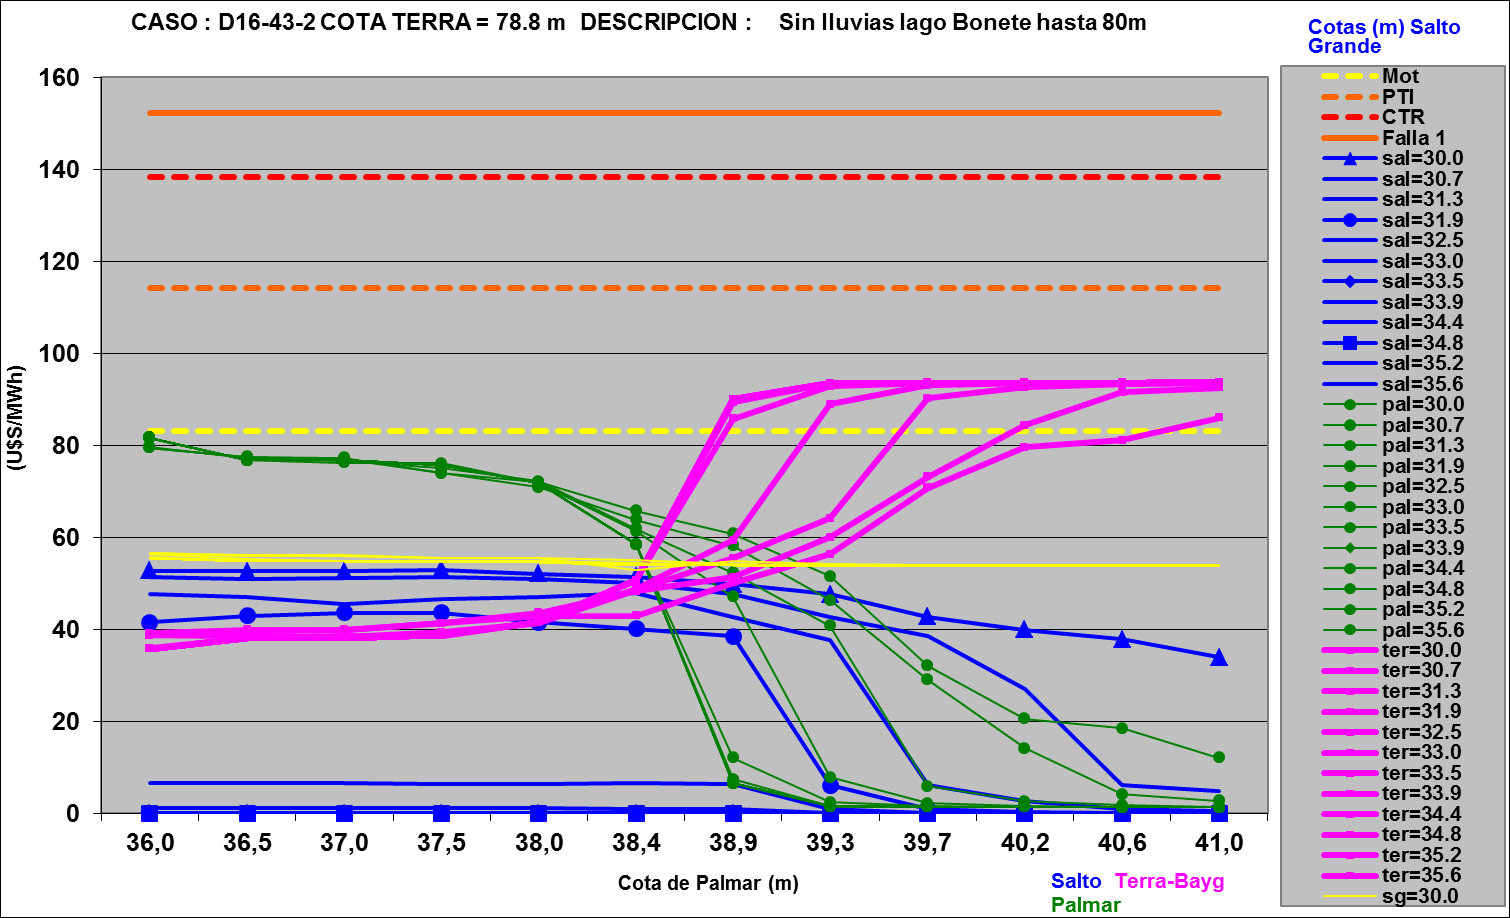 CASO : D16-43-2 COTA TERRA = 78.8 m DESCRIPCION : Sin lluvias lago Bonete hasta 80m
Cotas (m) Salto
Grande
160
140
120
100
80
60
40
20
0
(U$S/MWh)
36,0 36,5 37,0 37,5 38,0 38,4 38,9 39,3 39,7 40,2 40,6 41,0
Cota de Palmar (m)
Salto Terra-Bayg
Palmar
Mot
PTI
CTR
Falla 1
sal=30.0
sal=30.7
sal=31.3
sal=31.9
sal=32.5
sal=33.0
sal=33.5
sal=33.9
sal=34.4
sal=34.8
sal=35.2
sal=35.6
pal=30.0
pal=30.7
pal=31.3
pal=31.9
pal=32.5
pal=33.0
pal=33.5
pal=33.9
pal=34.4
pal=34.8
pal=35.2
pal=35.6
ter=30.0
ter=30.7
ter=31.3
ter=31.9
ter=32.5
ter=33.0
ter=33.5
ter=33.9
ter=34.4
ter=34.8
ter=35.2
ter=35.6
sg=30.0